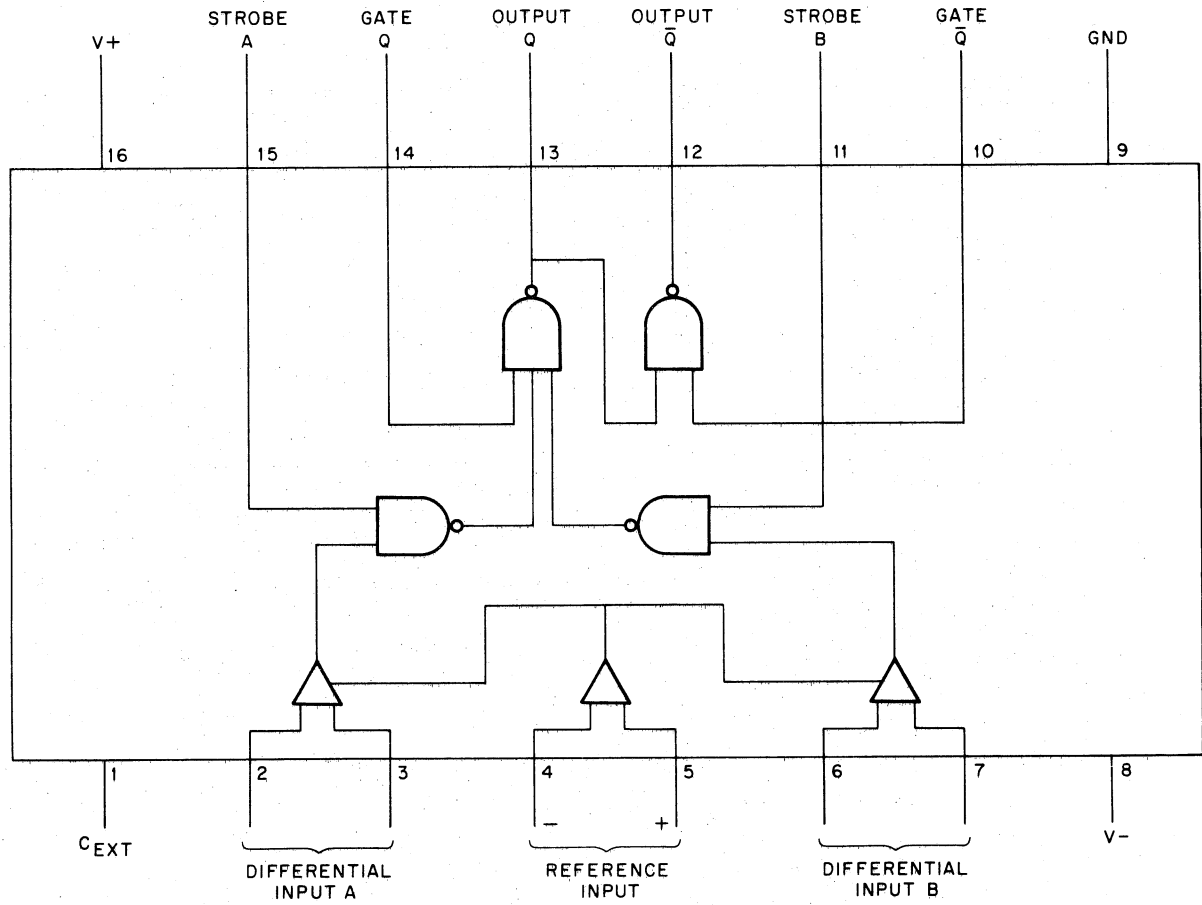 STROBE GATE OUTPUT OUTPUT STROBE GATE
V+ A Q Q Q̄ B Q̄ GND
16 15 14 13 12 11 10 9
1 2 3 4 5 6 7 8
− +
C_EXT V-
DIFFERENTIAL INPUT A
REFERENCE INPUT
DIFFERENTIAL INPUT B